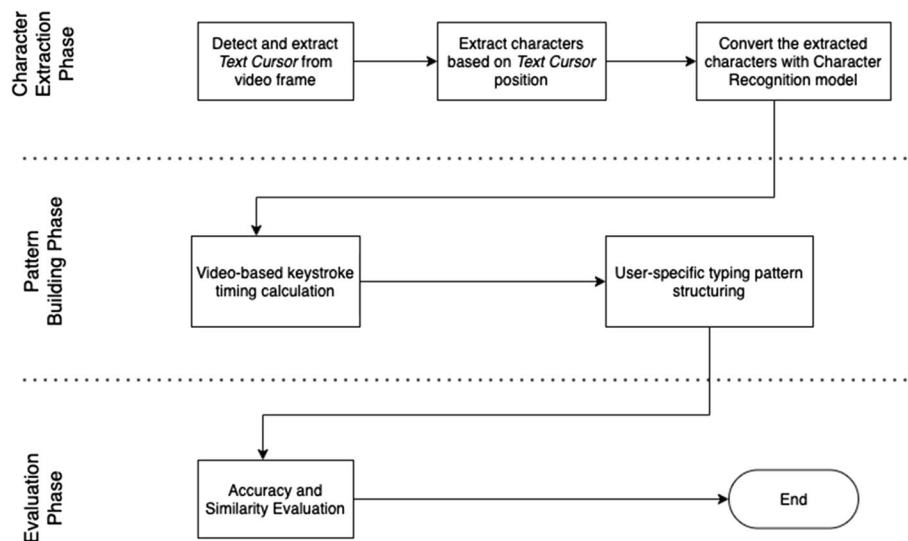 Character
Extraction
Phase
Detect and extract
Text Cursor from
video frame
Extract characters
based on Text Cursor
position
Convert the extracted
characters with Character
Recognition model
Pattern
Building Phase
Video-based keystroke
timing calculation
User-specific typing pattern
structuring
Evaluation
Phase
Accuracy and
Similarity Evaluation
End